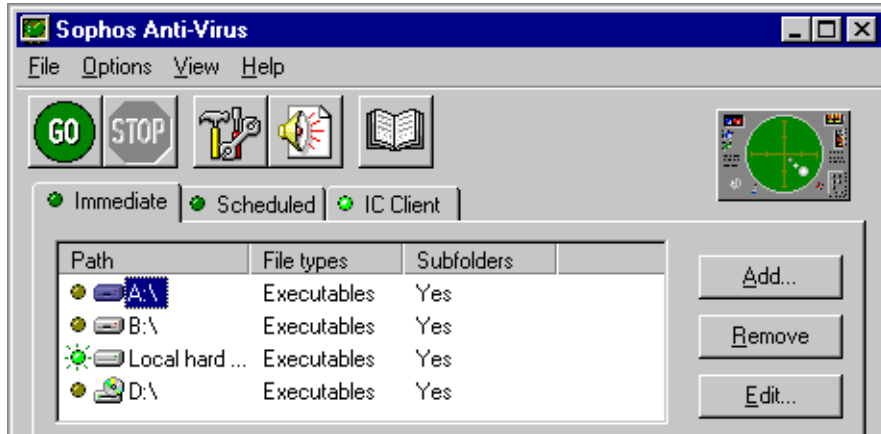 Sophos Anti-Virus
File Options View Help
GO STOP
Immediate Scheduled IC Client
Path File types Subfolders
A:\ Executables Yes
B:\ Executables Yes
Local hard ... Executables Yes
D:\ Executables Yes
Add...
Remove
Edit...